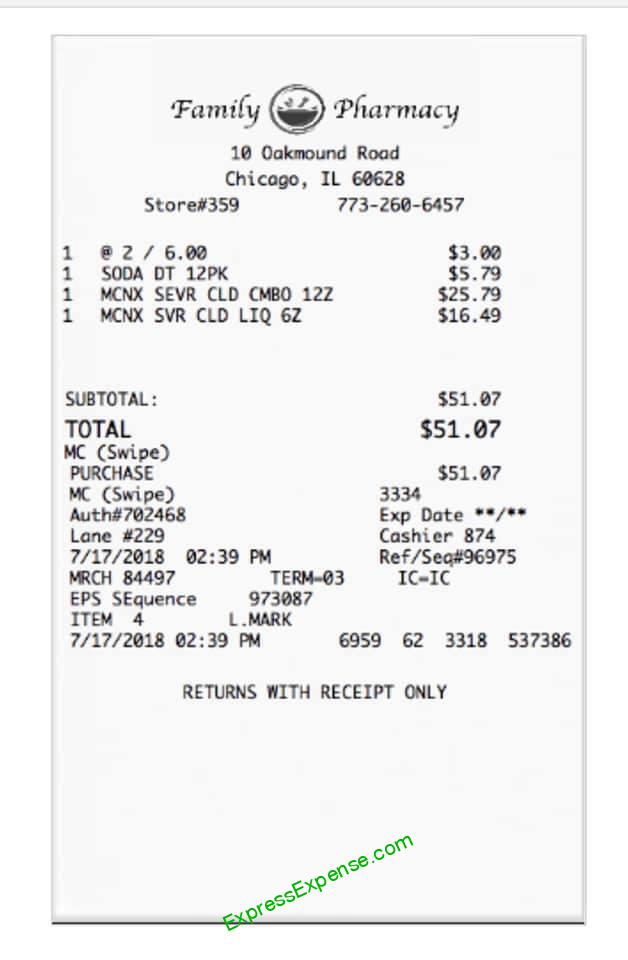 Family Pharmacy
10 Oakmound Road
Chicago, IL 60628
Store#359 773-260-6457
1 @ 2 / 6.00 $3.00
1 SODA DT 12PK $5.79
1 MCNX SEVR CLD CMBO 12Z $25.79
1 MCNX SVR CLD LIQ 6Z $16.49
SUBTOTAL: $51.07
TOTAL $51.07
MC (Swipe)
PURCHASE $51.07
MC (Swipe) 3334
Auth#702468 Exp Date **/**
Lane #229 Cashier 874
7/17/2018 02:39 PM Ref/Seq#96975
MRCH 84497 TERM=03 IC=IC
EPS SEquence 973087
ITEM 4 L.MARK
7/17/2018 02:39 PM 6959 62 3318 537386
RETURNS WITH RECEIPT ONLY
ExpressExpense.com